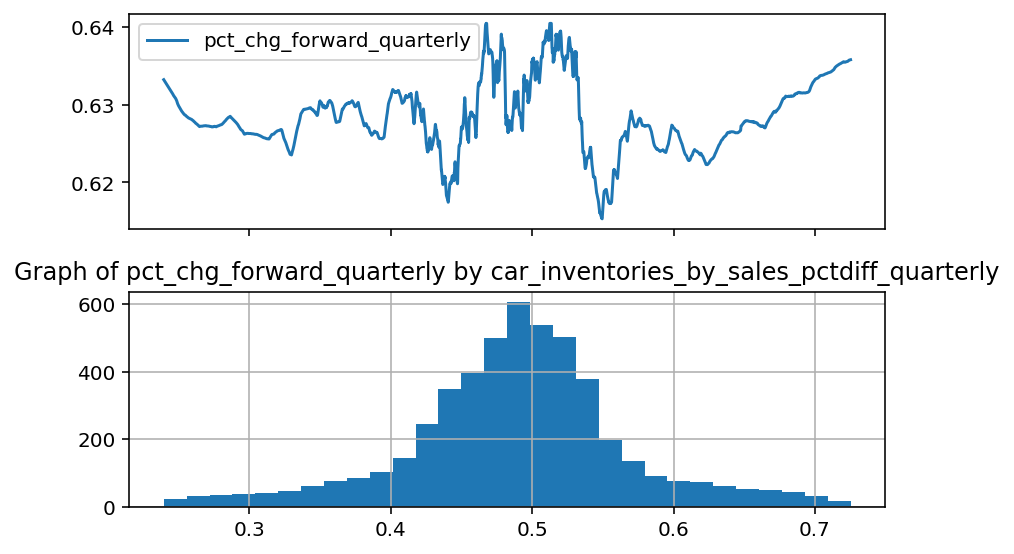 0.64
0.63
0.62
pct_chg_forward_quarterly
Graph of pct_chg_forward_quarterly by car_inventories_by_sales_pctdiff_quarterly
600
400
200
0
0.3 0.4 0.5 0.6 0.7